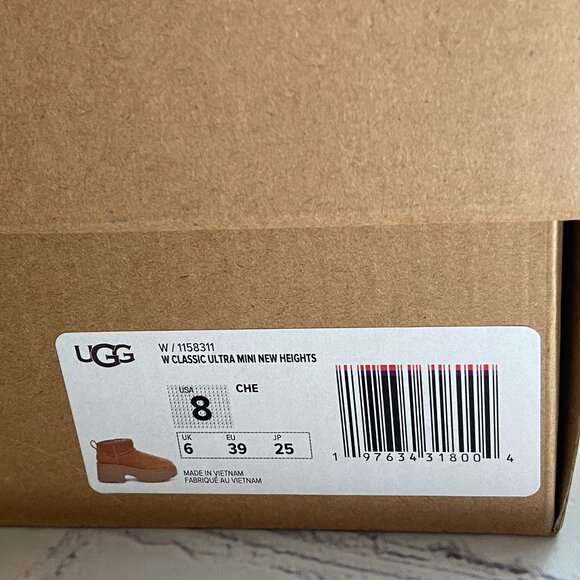 UGG
W / 1158311
W CLASSIC ULTRA MINI NEW HEIGHTS
USA
8
CHE
UK EU JP
6 39 25
MADE IN VIETNAM
FABRIQUÉ AU VIETNAM
1 97634 31800 4